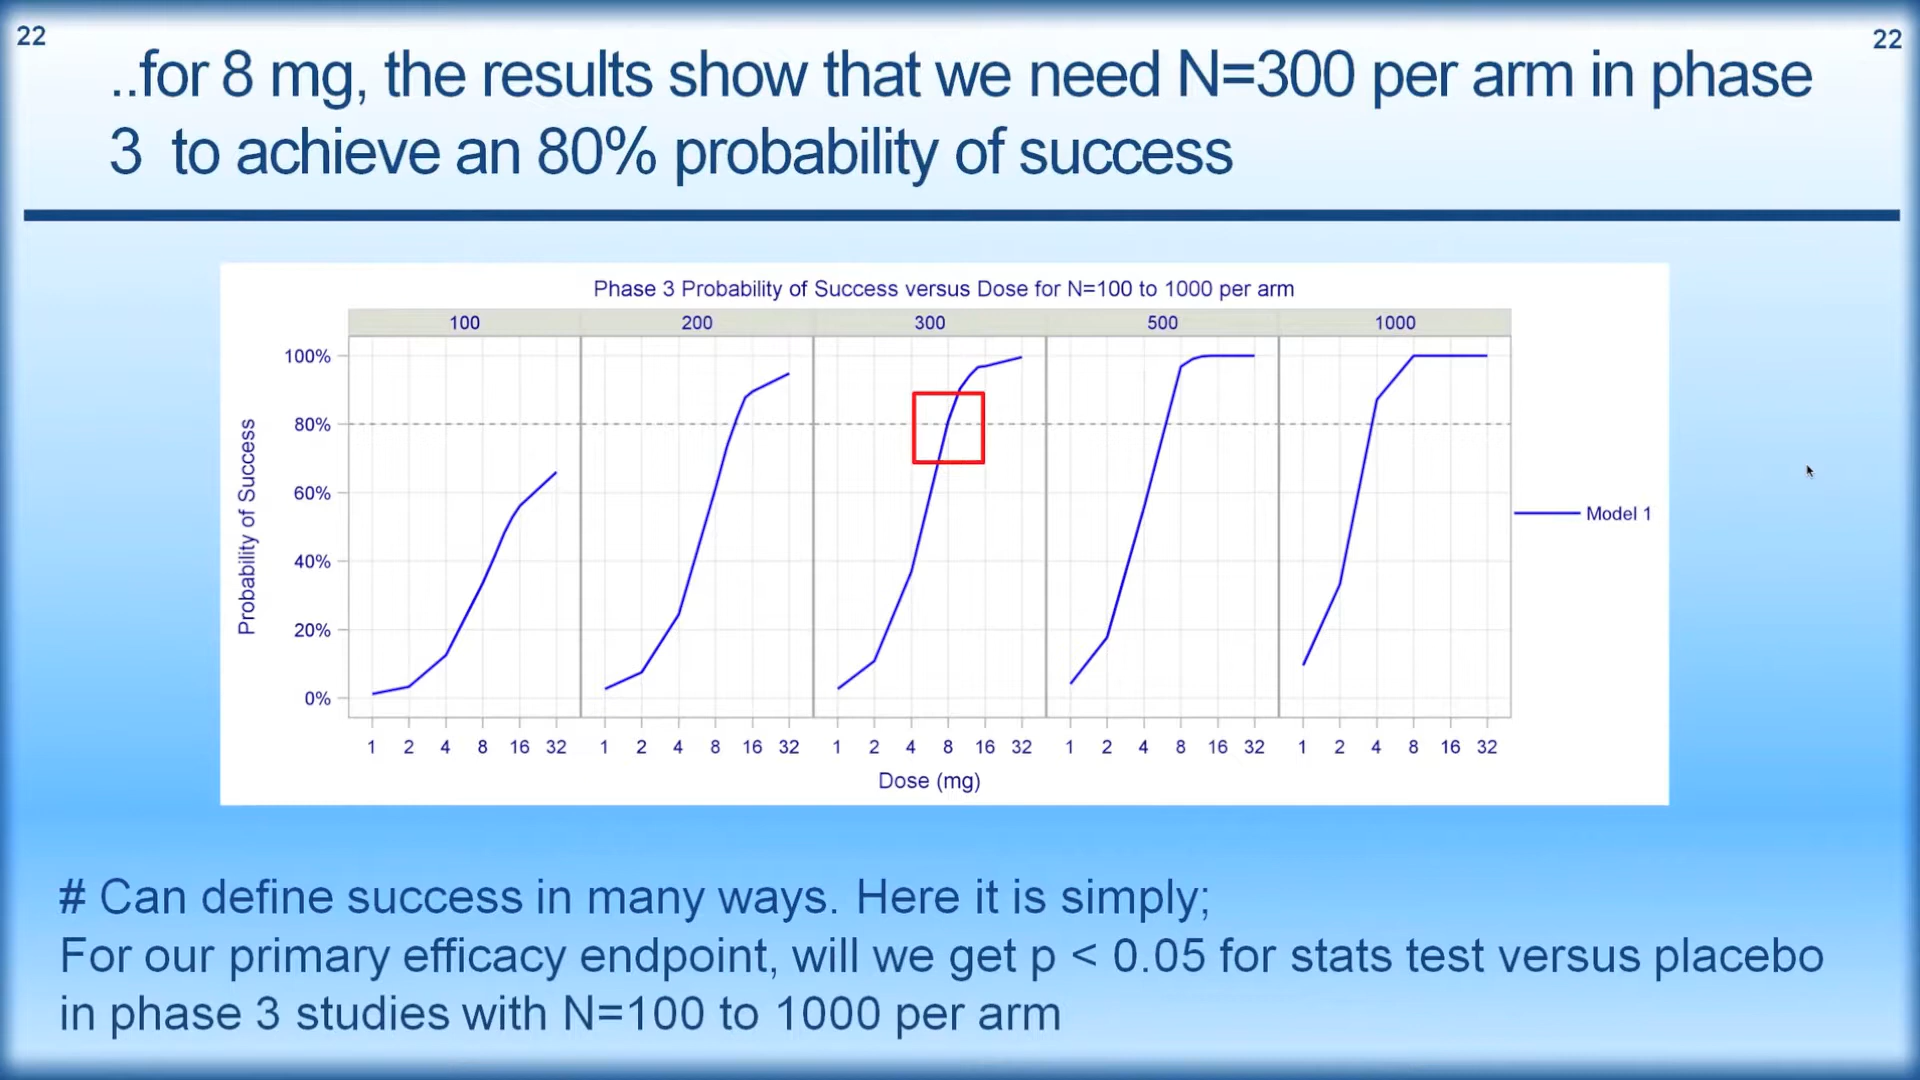 22
22
..for 8 mg, the results show that we need N=300 per arm in phase
3 to achieve an 80% probability of success
Phase 3 Probability of Success versus Dose for N=100 to 1000 per arm
100 200 300 500 1000
Probability of Success
100%
80%
60%
40%
20%
0%
1 2 4 8 16 32 1 2 4 8 16 32 1 2 4 8 16 32 1 2 4 8 16 32 1 2 4 8 16 32
Dose (mg)
Model 1
# Can define success in many ways. Here it is simply;
For our primary efficacy endpoint, will we get p < 0.05 for stats test versus placebo
in phase 3 studies with N=100 to 1000 per arm